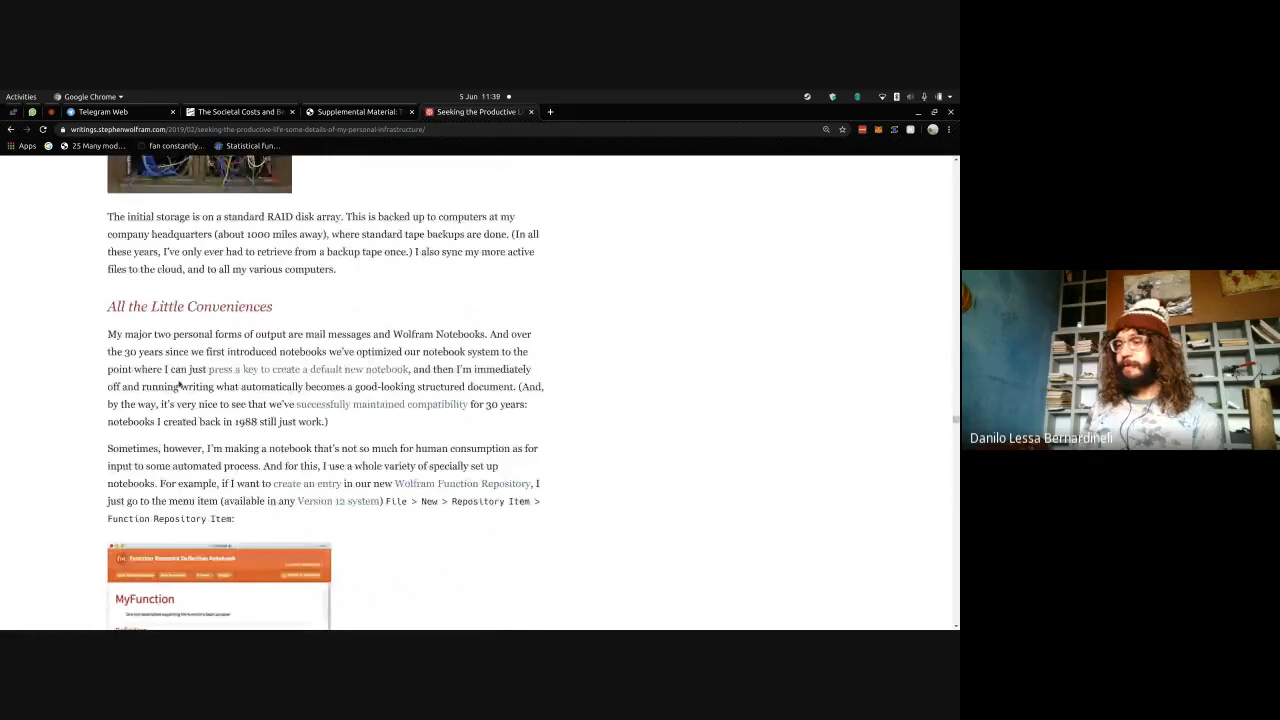 Activities
Google Chrome
5 Jun 11:39
Telegram Web
The Societal Costs and Be
Supplemental Material: T
Seeking the Productive Li
writings.stephenwolfram.com/2019/02/seeking-the-productive-life-some-details-of-my-personal-infrastructure/
Apps
25 Many mod...
fan constantly...
Statistical fun...
The initial storage is on a standard RAID disk array. This is backed up to computers at my
company headquarters (about 1000 miles away), where standard tape backups are done. (In all
these years, I've only ever had to retrieve from a backup tape once.) I also sync my more active
files to the cloud, and to all my various computers.
All the Little Conveniences
My major two personal forms of output are mail messages and Wolfram Notebooks. And over
the 30 years since we first introduced notebooks we've optimized our notebook system to the
point where I can just press a key to create a default new notebook, and then I'm immediately
off and running writing what automatically becomes a good-looking structured document. (And,
by the way, it's very nice to see that we've successfully maintained compatibility for 30 years:
notebooks I created back in 1988 still just work.)
Sometimes, however, I'm making a notebook that's not so much for human consumption as for
input to some automated process. And for this, I use a whole variety of specially set up
notebooks. For example, if I want to create an entry in our new Wolfram Function Repository, I
just go to the menu item (available in any Version 12 system) File > New > Repository Item >
Function Repository Item:
MyFunction
Danilo Lessa Bernardineli